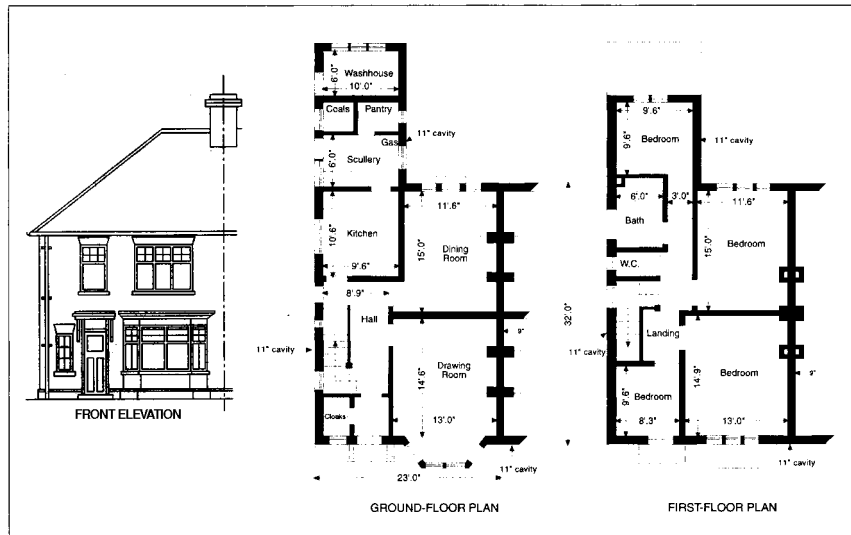 FRONT ELEVATION
Washhouse
6'.0"
10'.0"
Coals
Pantry
Gas
11" cavity
Scullery
6'.0"
11'.6"
10'.6"
Kitchen
9'.6"
15'.0"
Dining
Room
8'.9"
Hall
9"
11" cavity
14'.6"
Drawing
Room
Cloaks
13'.0"
11" cavity
23'.0"
GROUND-FLOOR PLAN
32'.0"
9'.6"
Bedroom
9'.6"
11" cavity
6'.0"
3'.0"
11'.6"
Bath
15'.0"
Bedroom
W.C.
Landing
11" cavity
9"
9'.6"
Bedroom
8'.3"
14'.9"
Bedroom
13'.0"
11" cavity
FIRST-FLOOR PLAN